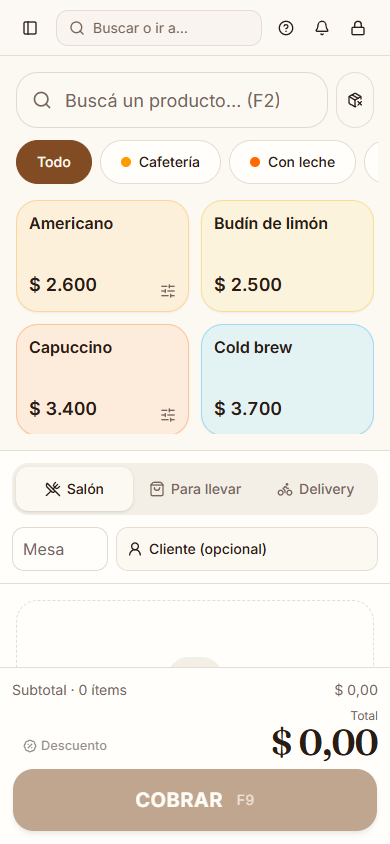 Buscar o ir a...
Buscá un producto... (F2)
Todo
Cafetería
Con leche
Americano
$ 2.600
Budín de limón
$ 2.500
Capuccino
$ 3.400
Cold brew
$ 3.700
Salón
Para llevar
Delivery
Mesa
Cliente (opcional)
Subtotal · 0 ítems
$ 0,00
Total
Descuento
$ 0,00
COBRAR F9